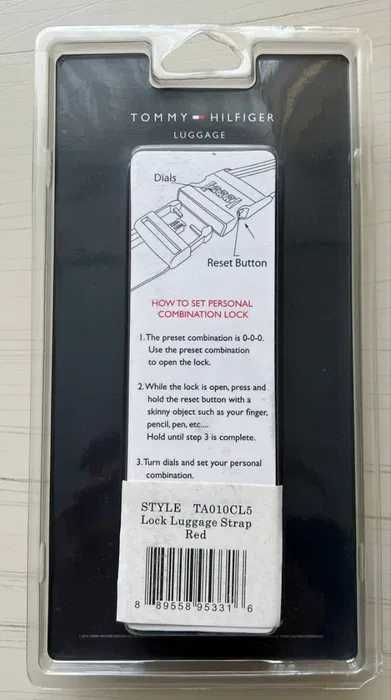 TOMMY HILFIGER
LUGGAGE
Dials
Reset Button
HOW TO SET PERSONAL
COMBINATION LOCK
1. The preset combination is 0-0-0.
Use the preset combination
to open the lock.
2. While the lock is open, press and
hold the reset button with a
skinny object such as your finger,
pencil, pen, etc....
Hold until step 3 is complete.
3. Turn dials and set your personal
combination.
STYLE TA010CL5
Lock Luggage Strap
Red
8 89558 95331 6